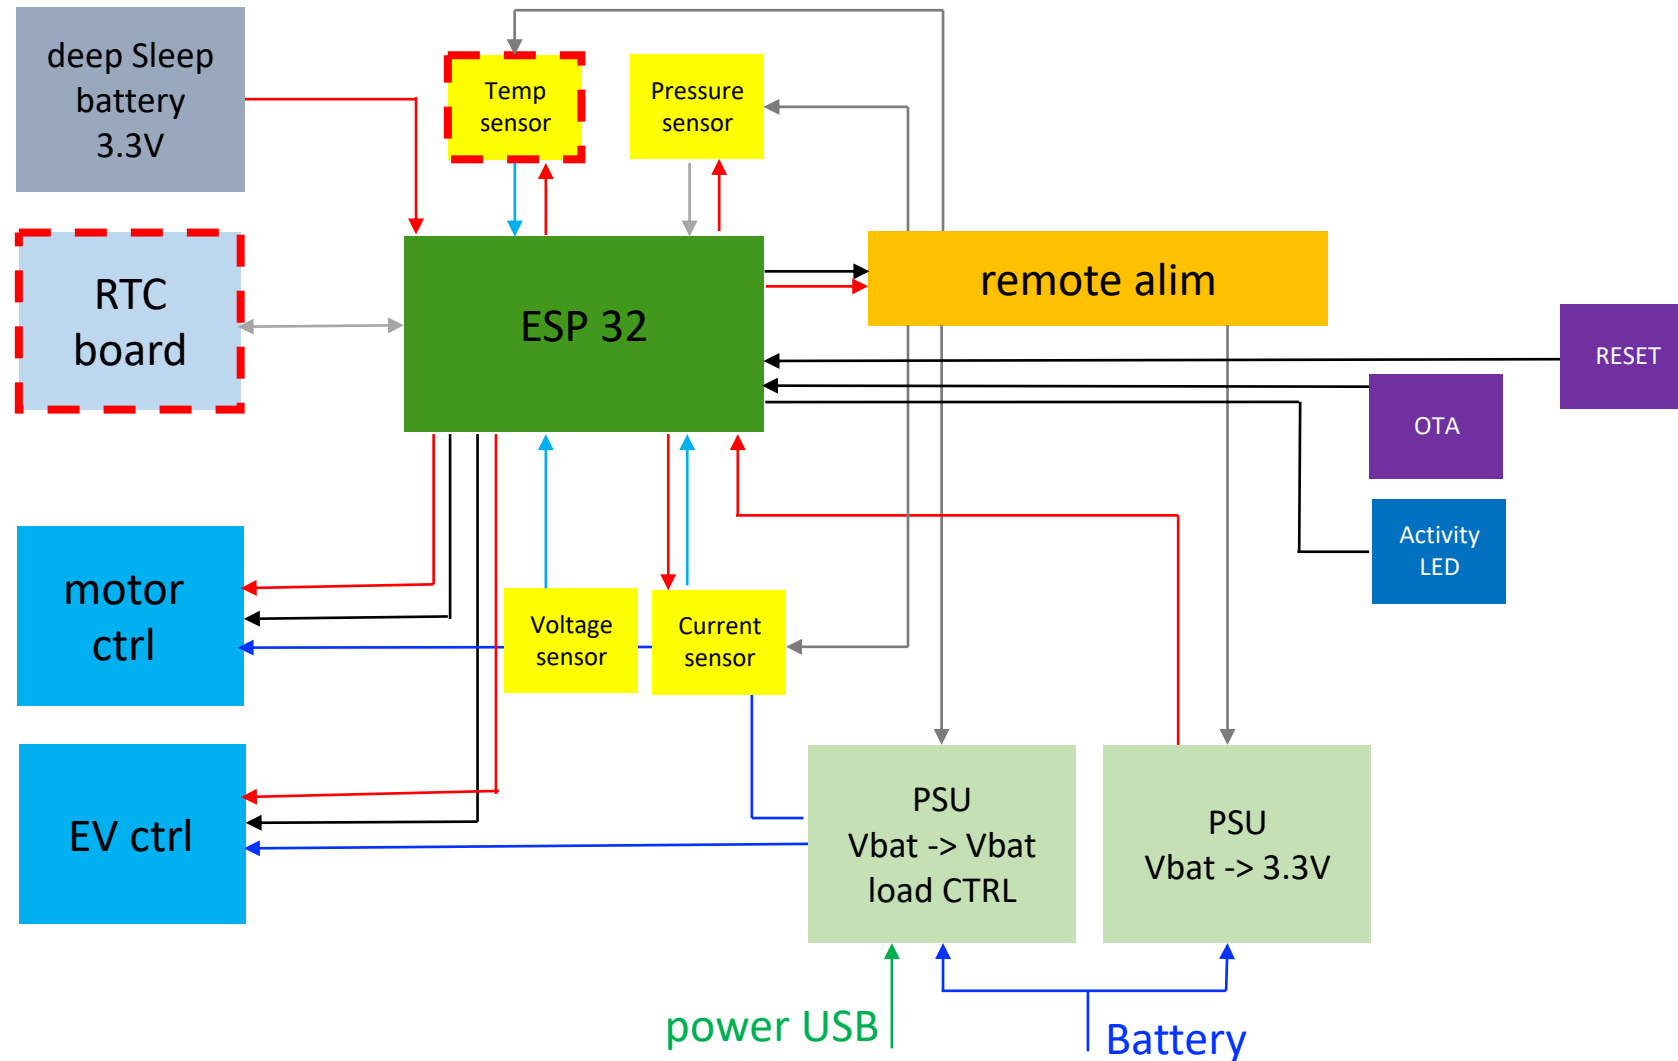 deep Sleep
battery
3.3V
Temp
sensor
Pressure
sensor
RTC
board
ESP 32
remote alim
RESET
OTA
Activity
LED
motor
ctrl
Voltage
sensor
Current
sensor
EV ctrl
PSU
Vbat -> Vbat
load CTRL
PSU
Vbat -> 3.3V
power USB
Battery